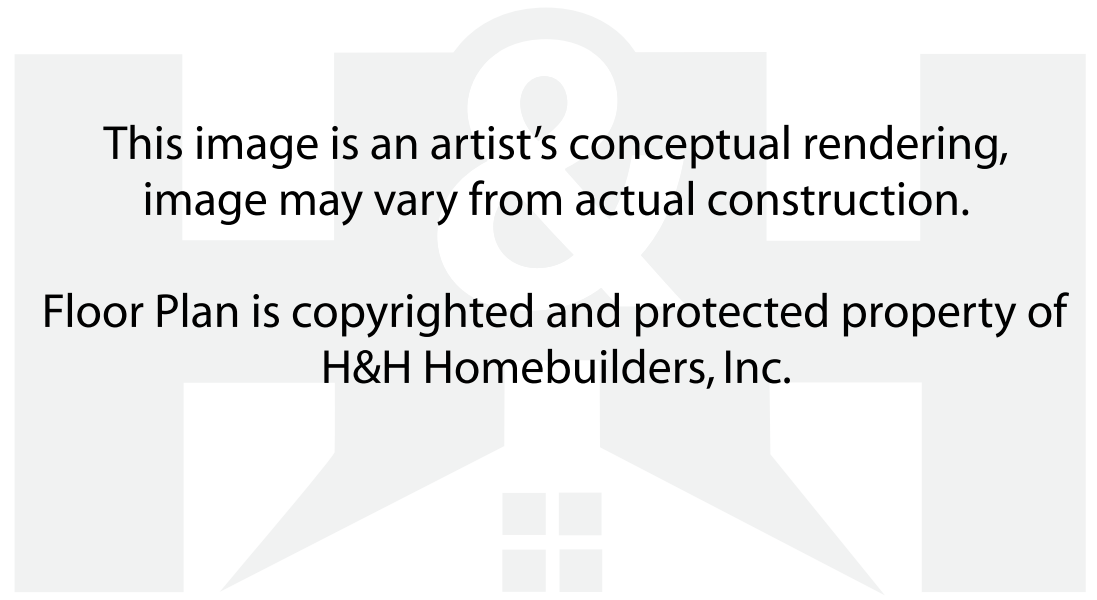 This image is an artist’s conceptual rendering,
image may vary from actual construction.
Floor Plan is copyrighted and protected property of
H&H Homebuilders, Inc.
H&H